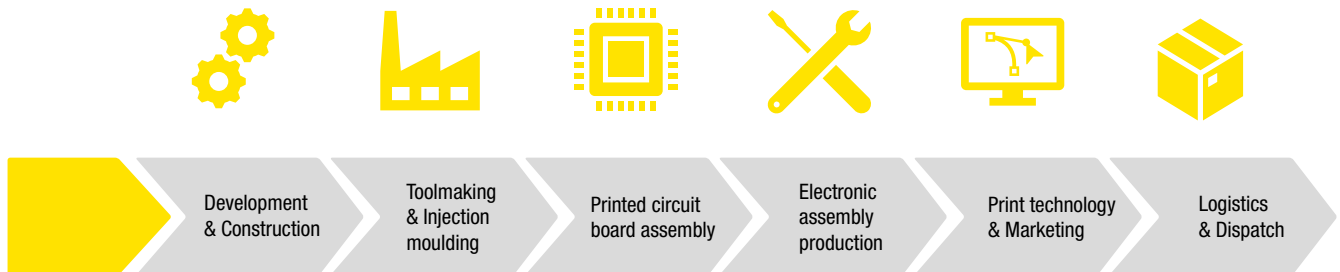 Development
& Construction
Toolmaking
& Injection
moulding
Printed circuit
board assembly
Electronic
assembly
production
Print technology
& Marketing
Logistics
& Dispatch